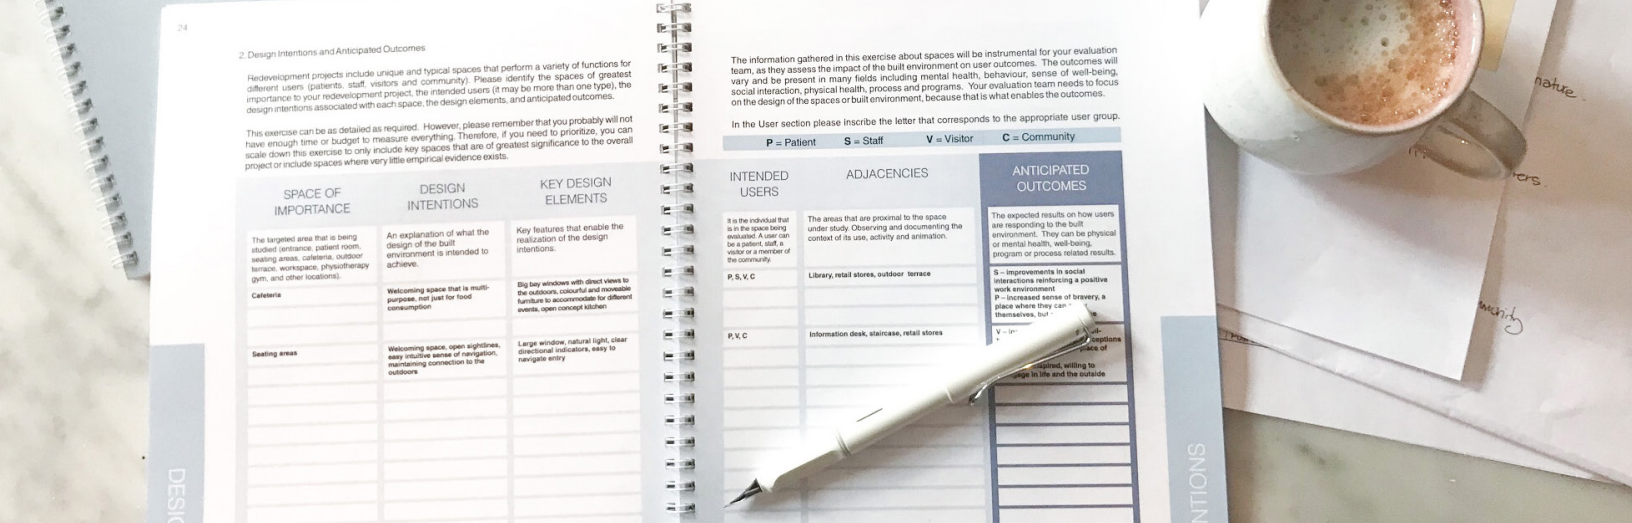 24
2. Design Intentions and Anticipated Outcomes
Redevelopment projects include unique and typical spaces that perform a variety of functions for
different users (patients, staff, visitors and community). Please identify the spaces of greatest
importance to your redevelopment project, the intended users (it may be more than one type), the
design intentions associated with each space, the design elements, and anticipated outcomes.
This exercise can be as detailed as required. However, please remember that you probably will not
have enough time or budget to measure everything. Therefore, if you need to prioritize, you can
scale down this exercise to only include key spaces that are of greatest significance to the overall
project or include spaces where very little empirical evidence exists.
SPACE OF
IMPORTANCE
DESIGN
INTENTIONS
KEY DESIGN
ELEMENTS
The targeted area that is being
studied (entrance, patient room,
seating areas, cafeteria, outdoor
terrace, workspace, physiotherapy
gym, and other locations).
An explanation of what the
design of the built
environment is intended to
achieve.
Key features that enable the
realization of the design
intentions.
Cafeteria
Welcoming space that is multi-
purpose, not just for food
consumption
Big bay windows with direct views to
the outdoors, colourful and moveable
furniture to accommodate for different
events, open concept kitchen
Seating areas
Welcoming space, open sightlines,
easy intuitive sense of navigation,
maintaining connection to the
outdoors
Large window, natural light, clear
directional indicators, easy to
navigate entry
DESIG
The information gathered in this exercise about spaces will be instrumental for your evaluation
team, as they assess the impact of the built environment on user outcomes. The outcomes will
vary and be present in many fields including mental health, behaviour, sense of well-being,
social interaction, physical health, process and programs. Your evaluation team needs to focus
on the design of the spaces or built environment, because that is what enables the outcomes.
In the User section please inscribe the letter that corresponds to the appropriate user group.
P = Patient S = Staff V = Visitor C = Community
INTENDED
USERS
ADJACENCIES
ANTICIPATED
OUTCOMES
It is the individual that
is in the space being
evaluated. A user can
be a patient, staff, a
visitor or a member of
the community.
The areas that are proximal to the space
under study. Observing and documenting the
context of its use, activity and animation.
The expected results on how users
are responding to the built
environment. They can be physical
or mental health, well-being,
program or process related results.
P, S, V, C
Library, retail stores, outdoor terrace
S - improvements in social
interactions reinforcing a positive
work environment
P - increased sense of bravery, a
place where they can
themselves, but
P, V, C
Information desk, staircase, retail stores
V -
ceptions
of
willing to
in life and the outside
NTIONS
nature.
ers.